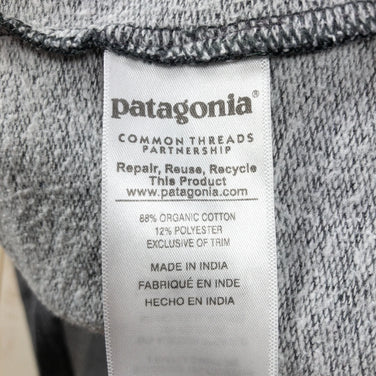 patagonia®
COMMON THREADS
PARTNERSHIP
Repair, Reuse, Recycle
This Product
www.patagonia.com
88% ORGANIC COTTON
12% POLYESTER
EXCLUSIVE OF TRIM
MADE IN INDIA
FABRIQUÉ EN INDE
HECHO EN INDIA